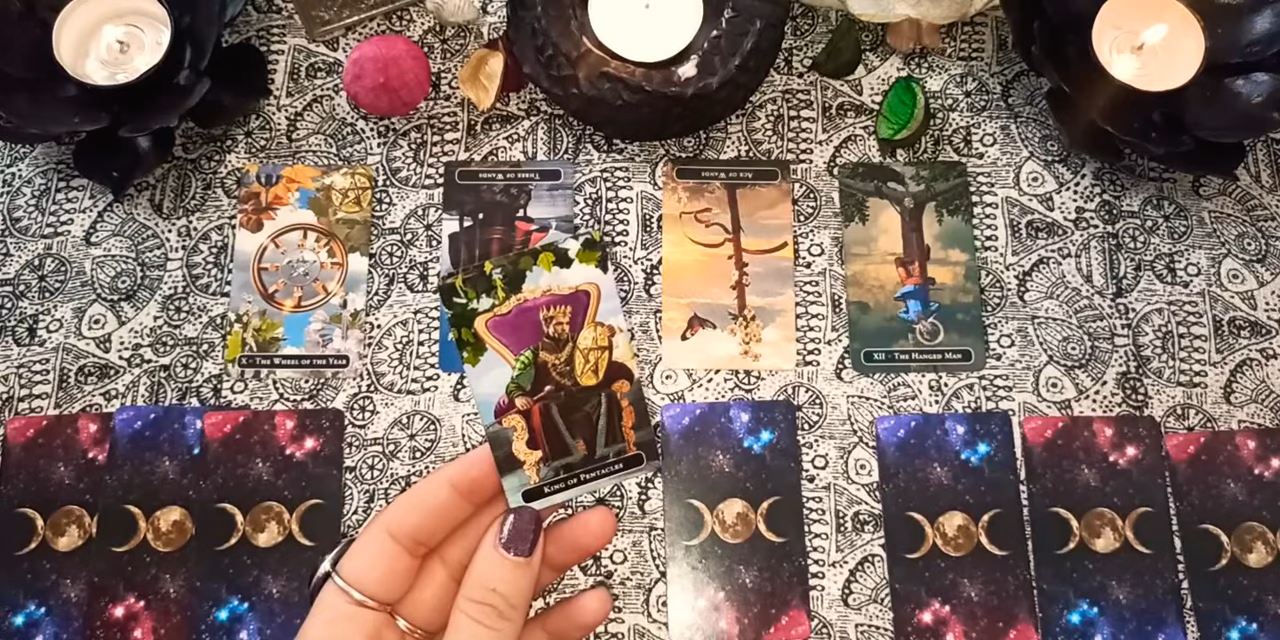 THREE OF WANDS
ACE OF WANDS
X - THE WHEEL OF THE YEAR
XII - THE HANGED MAN
KING OF PENTACLES